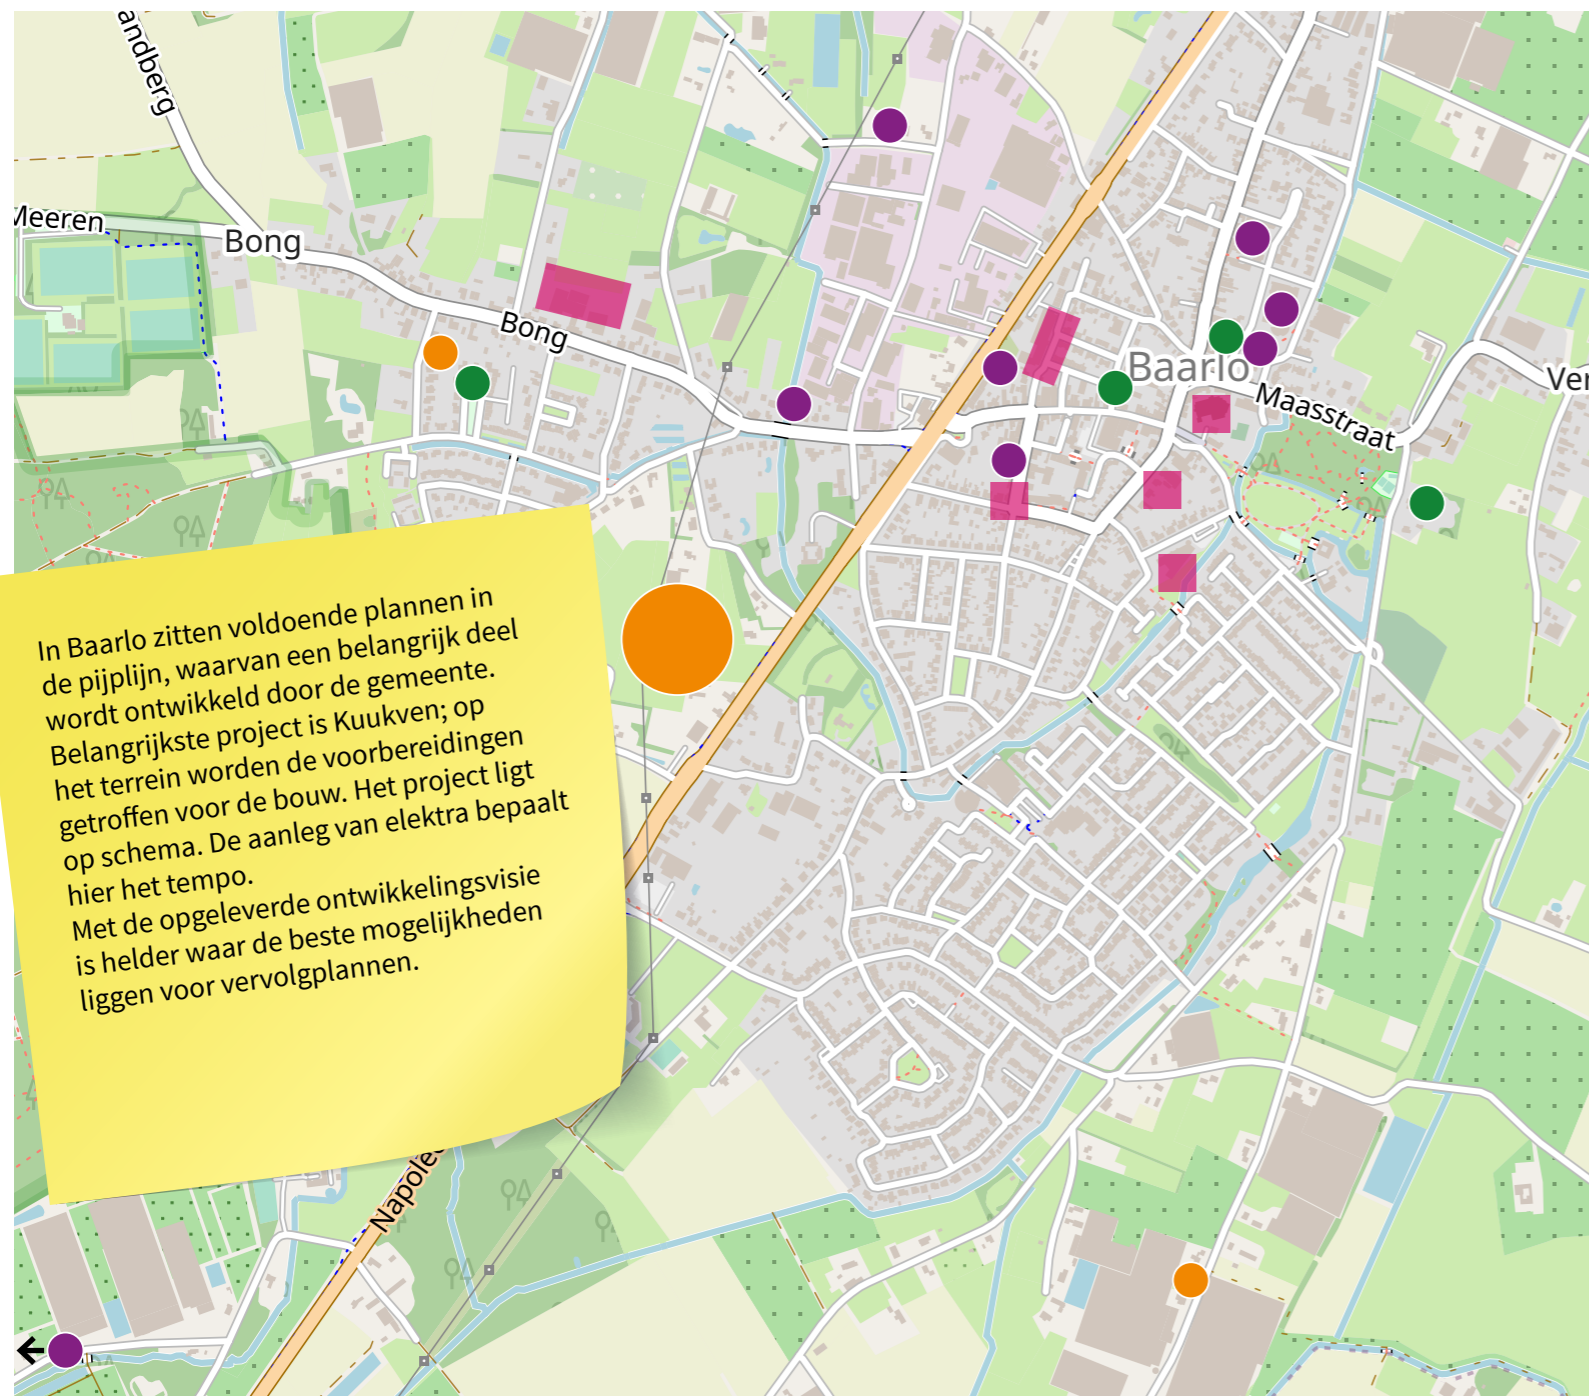 andberg
Meeren
Bong
Bong
Baarlo
Maasstraat
Ver
In Baarlo zitten voldoende plannen in
de pijplijn, waarvan een belangrijk deel
wordt ontwikkeld door de gemeente.
Belangrijkste project is Kuukven; op
het terrein worden de voorbereidingen
getroffen voor de bouw. Het project ligt
op schema. De aanleg van elektra bepaalt
hier het tempo.
Met de opgeleverde ontwikkelingsvisie
is helder waar de beste mogelijkheden
liggen voor vervolgplannen.
Napoleo